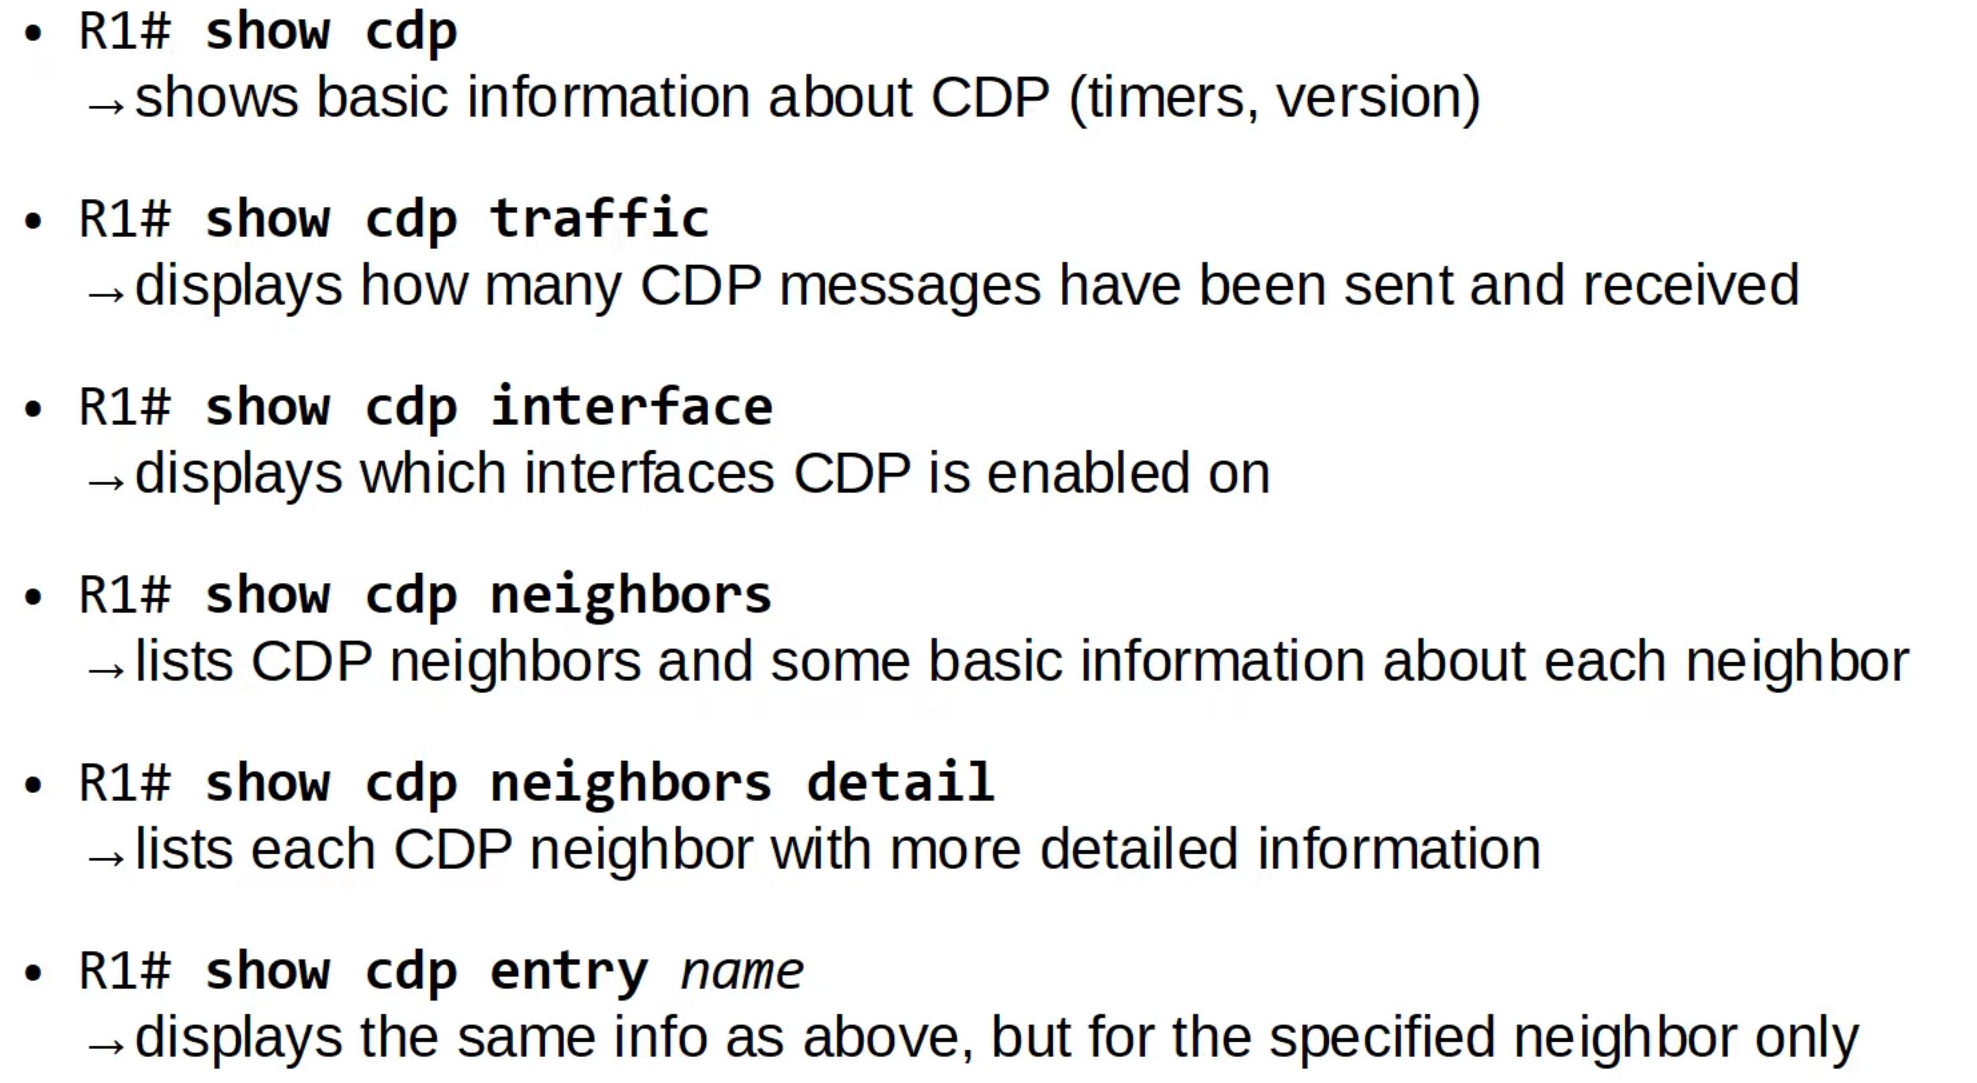 • R1# show cdp
→shows basic information about CDP (timers, version)
• R1# show cdp traffic
→displays how many CDP messages have been sent and received
• R1# show cdp interface
→displays which interfaces CDP is enabled on
• R1# show cdp neighbors
→lists CDP neighbors and some basic information about each neighbor
• R1# show cdp neighbors detail
→lists each CDP neighbor with more detailed information
• R1# show cdp entry name
→displays the same info as above, but for the specified neighbor only